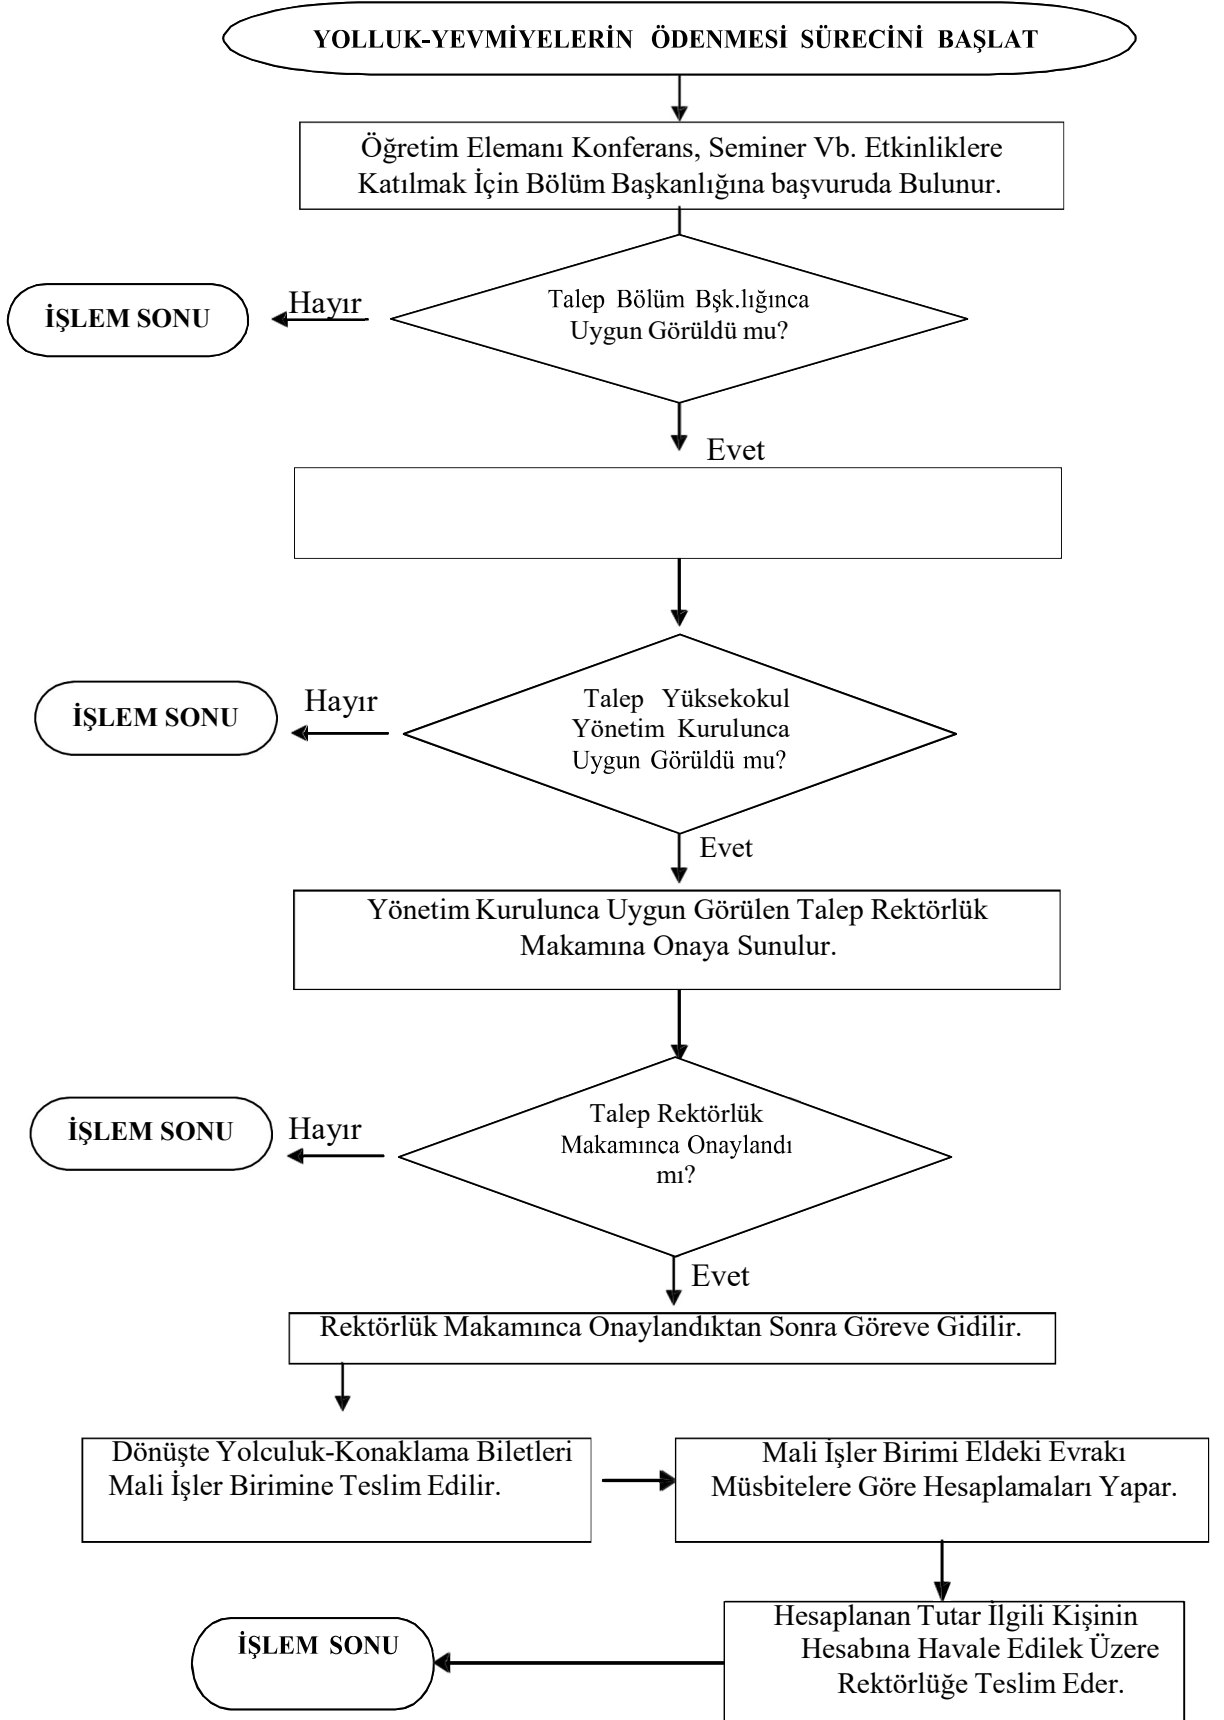 YOLLUK-YEVMİYELERİN ÖDENMESİ SÜRECİNİ BAŞLAT
Öğretim Elemanı Konferans, Seminer Vb. Etkinliklere
Katılmak İçin Bölüm Başkanlığına başvuruda Bulunur.
Talep Bölüm Bşk.lığınca
Uygun Görüldü mu?
Hayır
İŞLEM SONU
Evet
Talep Yüksekokul
Yönetim Kurulunca
Uygun Görüldü mu?
Hayır
İŞLEM SONU
Evet
Yönetim Kurulunca Uygun Görülen Talep Rektörlük
Makamına Onaya Sunulur.
Talep Rektörlük
Makamınca Onaylandı
mı?
Hayır
İŞLEM SONU
Evet
Rektörlük Makamınca Onaylandıktan Sonra Göreve Gidilir.
Dönüşte Yolculuk-Konaklama Biletleri
Mali İşler Birimine Teslim Edilir.
Mali İşler Birimi Eldeki Evrakı
Müsbitelere Göre Hesaplamaları Yapar.
Hesaplanan Tutar İlgili Kişinin
Hesabına Havale Edilek Üzere
Rektörlüğe Teslim Eder.
İŞLEM SONU